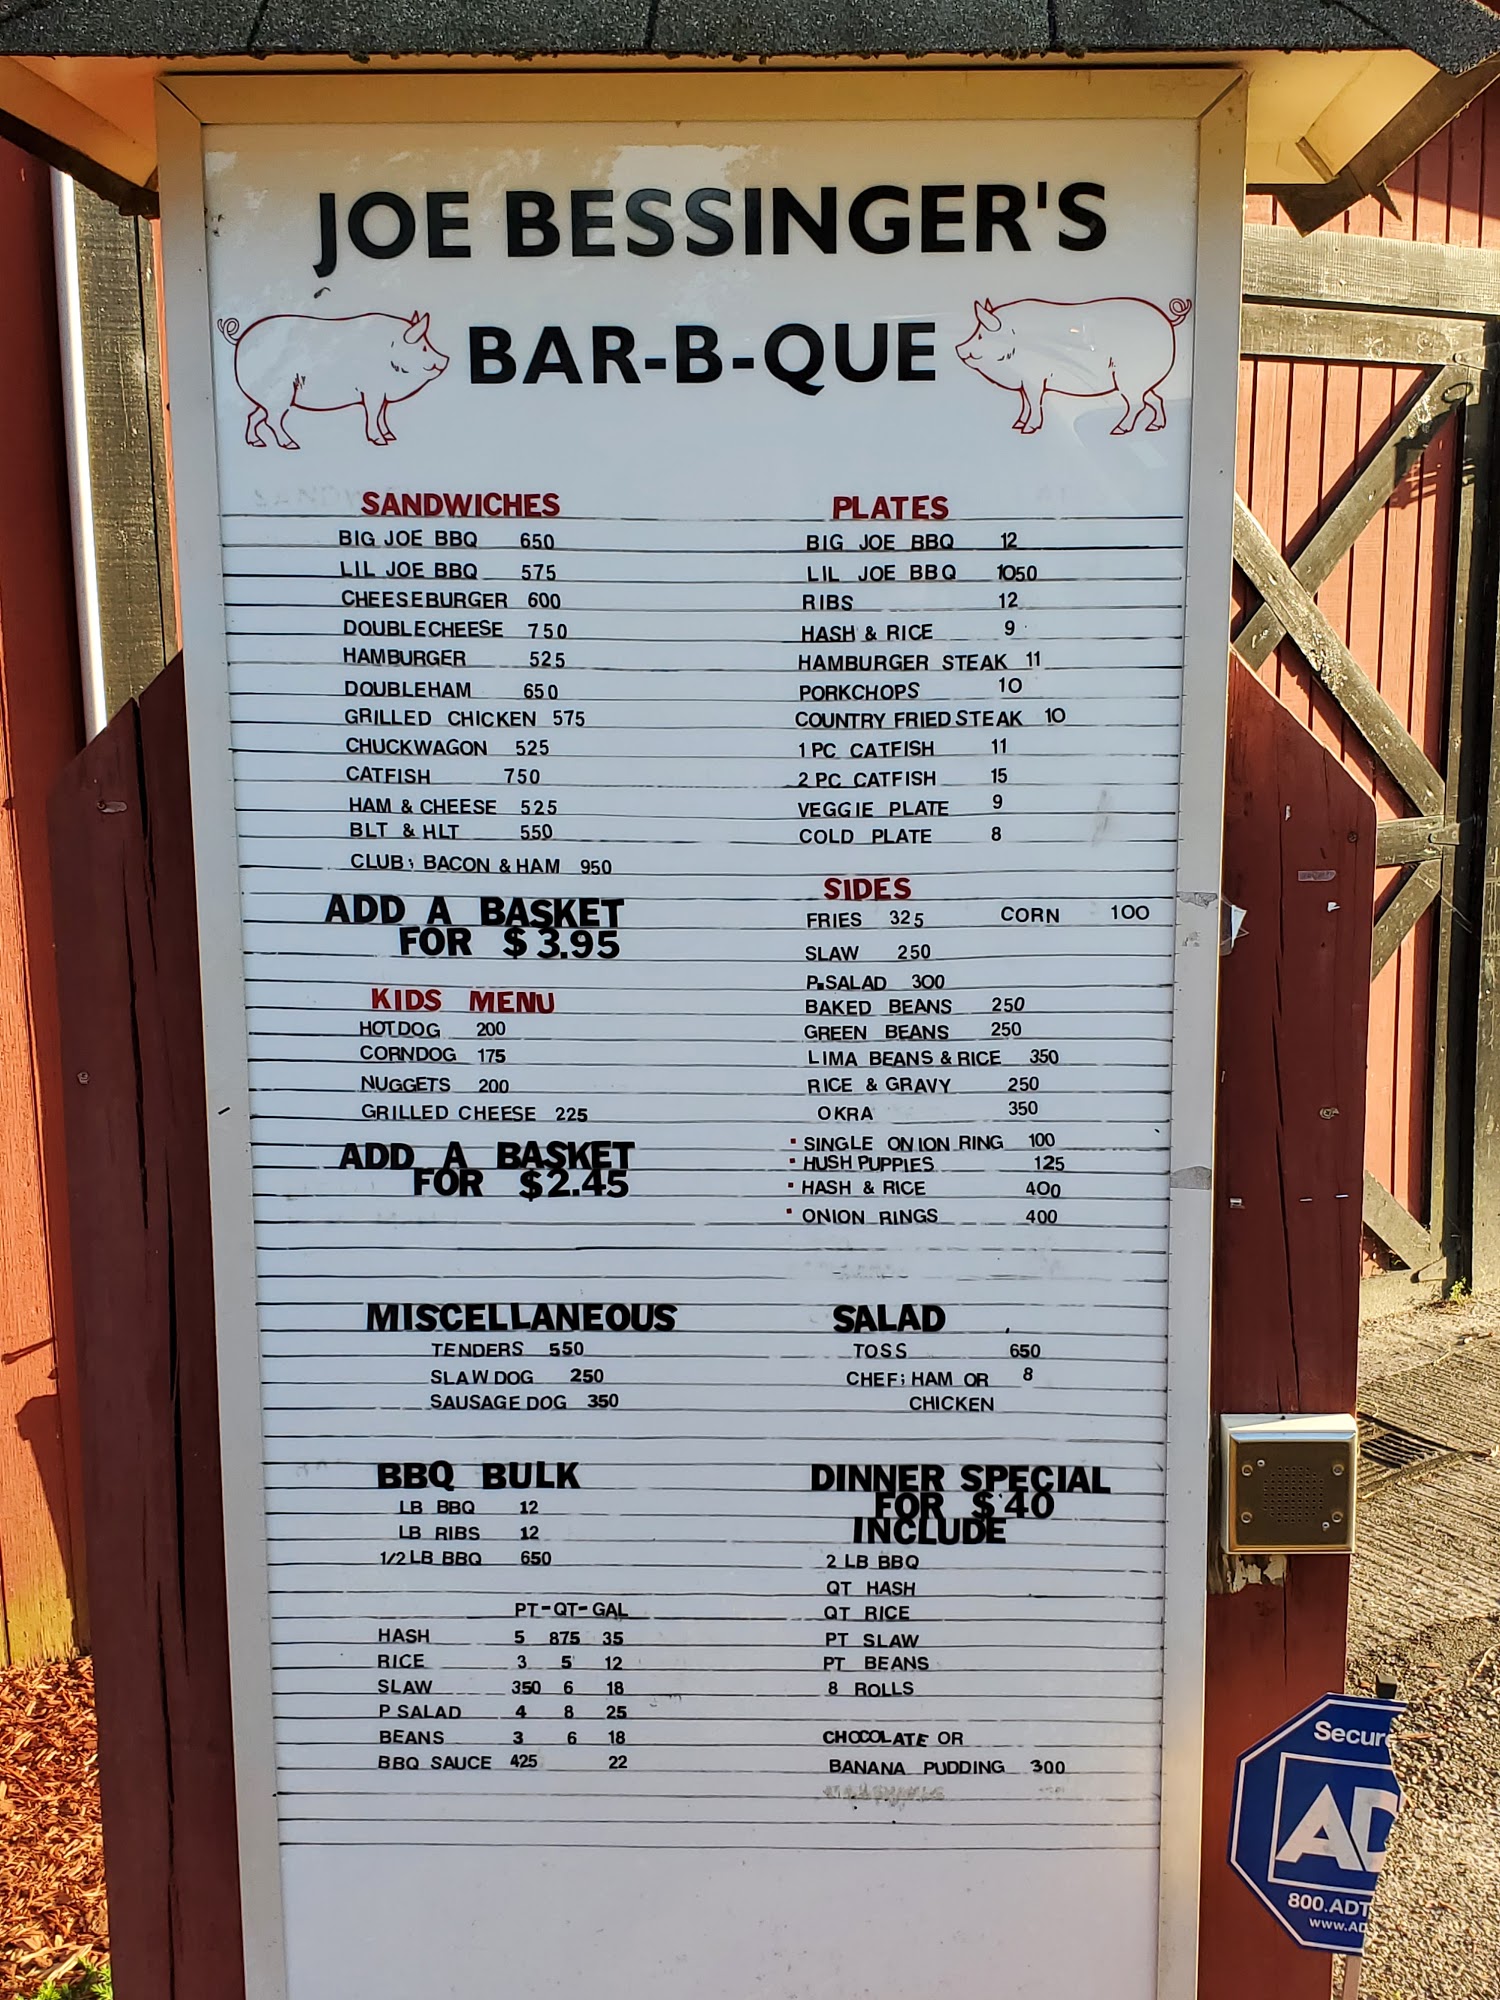 JOE BESSINGER'S
BAR-B-QUE
SANDWICHES
BIG JOE BBQ 650
LIL JOE BBQ 575
CHEESEBURGER 600
DOUBLECHEESE 750
HAMBURGER 525
DOUBLEHAM 650
GRILLED CHICKEN 575
CHUCKWAGON 525
CATFISH 750
HAM & CHEESE 525
BLT & HLT 550
CLUB; BACON & HAM 950
ADD A BASKET
FOR $3.95
KIDS MENU
HOTDOG 200
CORNDOG 175
NUGGETS 200
GRILLED CHEESE 225
ADD A BASKET
FOR $2.45
MISCELLANEOUS
TENDERS 550
SLAWDOG 250
SAUSAGE DOG 350
BBQ BULK
LB BBQ 12
LB RIBS 12
1/2 LB BBQ 650
PT-QT-GAL
HASH 5 875 35
RICE 3 5 12
SLAW 350 6 18
P SALAD 4 8 25
BEANS 3 6 18
BBQ SAUCE 425 22
PLATES
BIG JOE BBQ 12
LIL JOE BBQ 1050
RIBS 12
HASH & RICE 9
HAMBURGER STEAK 11
PORKCHOPS 10
COUNTRY FRIED STEAK 10
1 PC CATFISH 11
2 PC CATFISH 15
VEGGIE PLATE 9
COLD PLATE 8
SIDES
FRIES 325 CORN 100
SLAW 250
P.SALAD 300
BAKED BEANS 250
GREEN BEANS 250
LIMA BEANS & RICE 350
RICE & GRAVY 250
OKRA 350
· SINGLE ONION RING 100
· HUSH PUPPIES 125
· HASH & RICE 400
· ONION RINGS 400
SALAD
TOSS 650
CHEF; HAM OR 8
CHICKEN
DINNER SPECIAL
FOR $40
INCLUDE
2 LB BBQ
QT HASH
QT RICE
PT SLAW
PT BEANS
8 ROLLS
CHOCOLATE OR
BANANA PUDDING 300
Secure
AD
800.ADT
www.AD